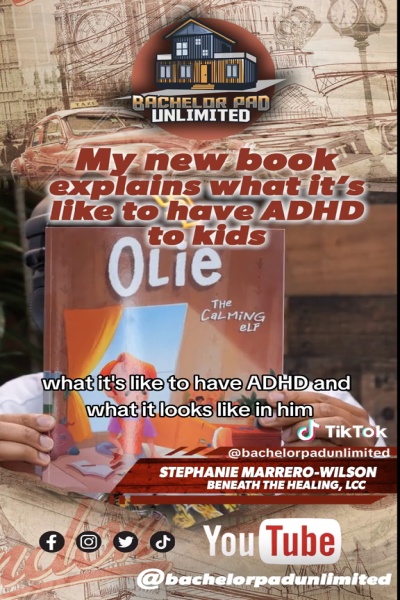 BACHELOR PAD
UNLIMITED
My new book
explains what it's
like to have ADHD
to kids
OLie
THE
CaLMiNG
eLF
what it's like to have ADHD and
what it looks like in him
TikTok
@bachelorpadunlimited
STEPHANIE MARRERO-WILSON
BENEATH THE HEALING, LCC
YouTube
@bachelorpadunlimited